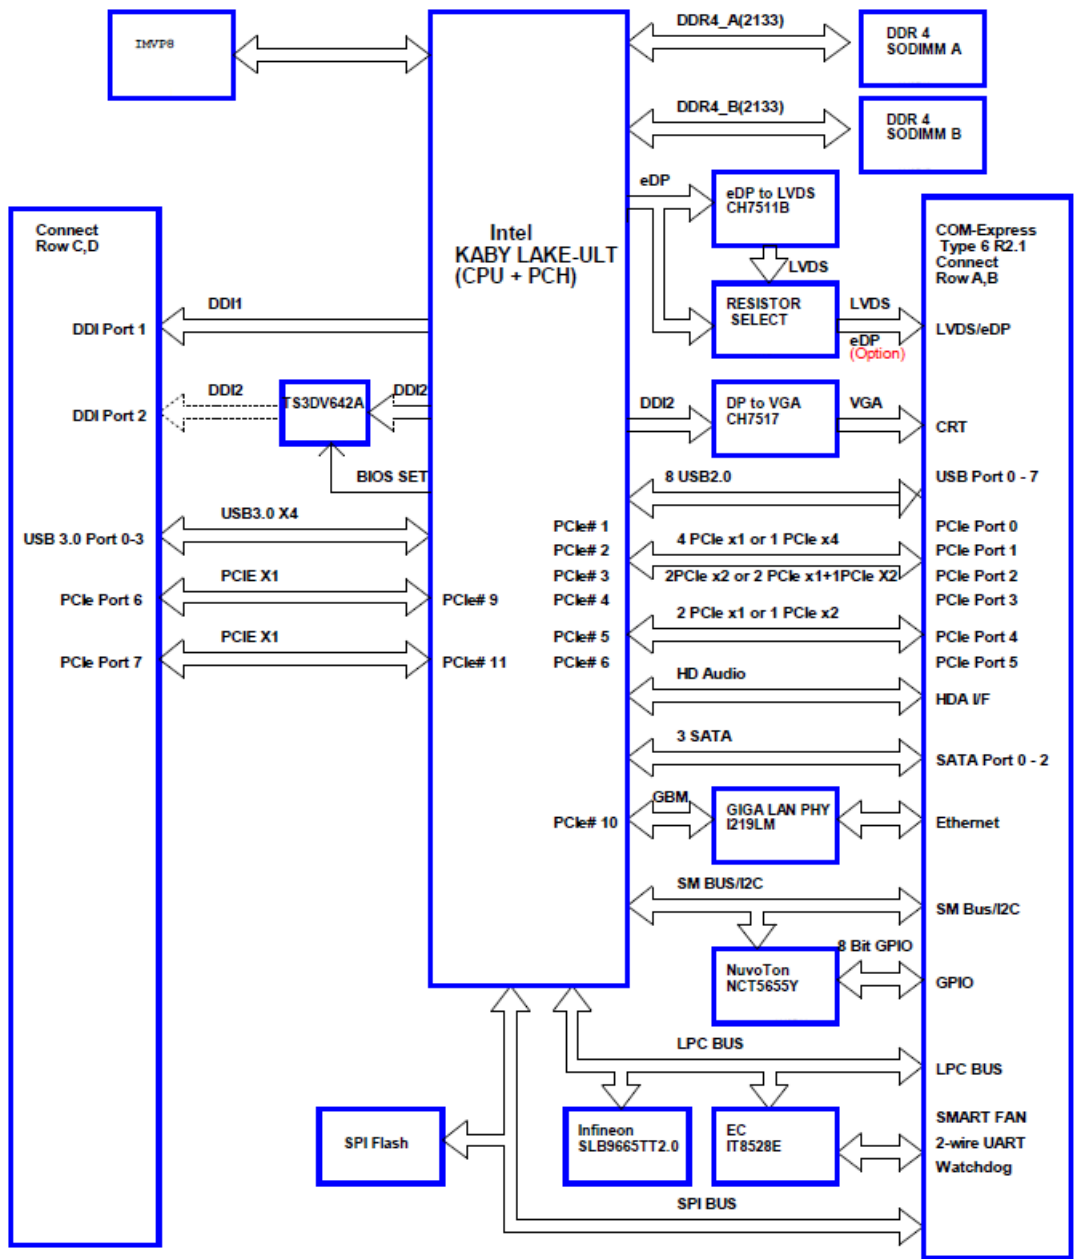 IMVP8
DDR4_A(2133)
DDR 4
SODIMM A
DDR4_B(2133)
DDR 4
SODIMM B
eDP
eDP to LVDS
CH7511B
Connect
Row C,D
Intel
KABY LAKE-ULT
(CPU + PCH)
COM-Express
Type 6 R2.1
Connect
Row A,B
LVDS
DDI1
DDI Port 1
RESISTOR
SELECT
LVDS
eDP
(Option)
LVDS/eDP
DDI2
DDI Port 2
TS3DV642A
DDI2
DDI2
DP to VGA
CH7517
VGA
CRT
BIOS SET
8 USB2.0
USB Port 0 - 7
USB3.0 X4
USB 3.0 Port 0-3
PCIe# 1
PCIe# 2
PCIe# 3
PCIe# 4
4 PCIe x1 or 1 PCIe x4
2PCIe x2 or 2 PCIe x1+1PCIE X2
PCIe Port 0
PCIe Port 1
PCIe Port 2
PCIe Port 3
PCIE X1
PCIe Port 6
PCIe# 9
2 PCIe x1 or 1 PCIe x2
PCIe# 5
PCIe# 6
PCIe Port 4
PCIe Port 5
PCIE X1
PCIe Port 7
PCIe# 11
HD Audio
HDA I/F
3 SATA
SATA Port 0 - 2
PCIe# 10
GBM
GIGA LAN PHY
I219LM
Ethernet
SM BUS/I2C
SM Bus/I2C
NuvoTon
NCT5655Y
8 Bit GPIO
GPIO
LPC BUS
LPC BUS
SPI Flash
Infineon
SLB9665TT2.0
EC
IT8528E
SMART FAN
2-wire UART
Watchdog
SPI BUS